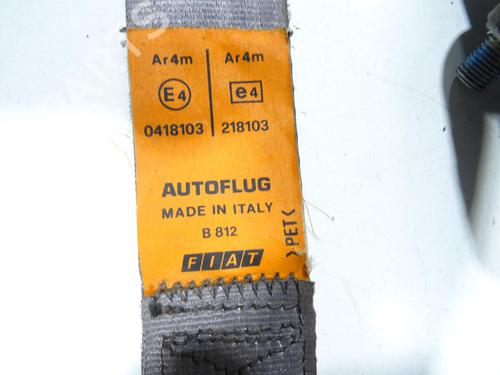 Ar4m Ar4m
E4 e4
0418103 218103
AUTOFLUG
MADE IN ITALY
B 812
FIAT
>PET<